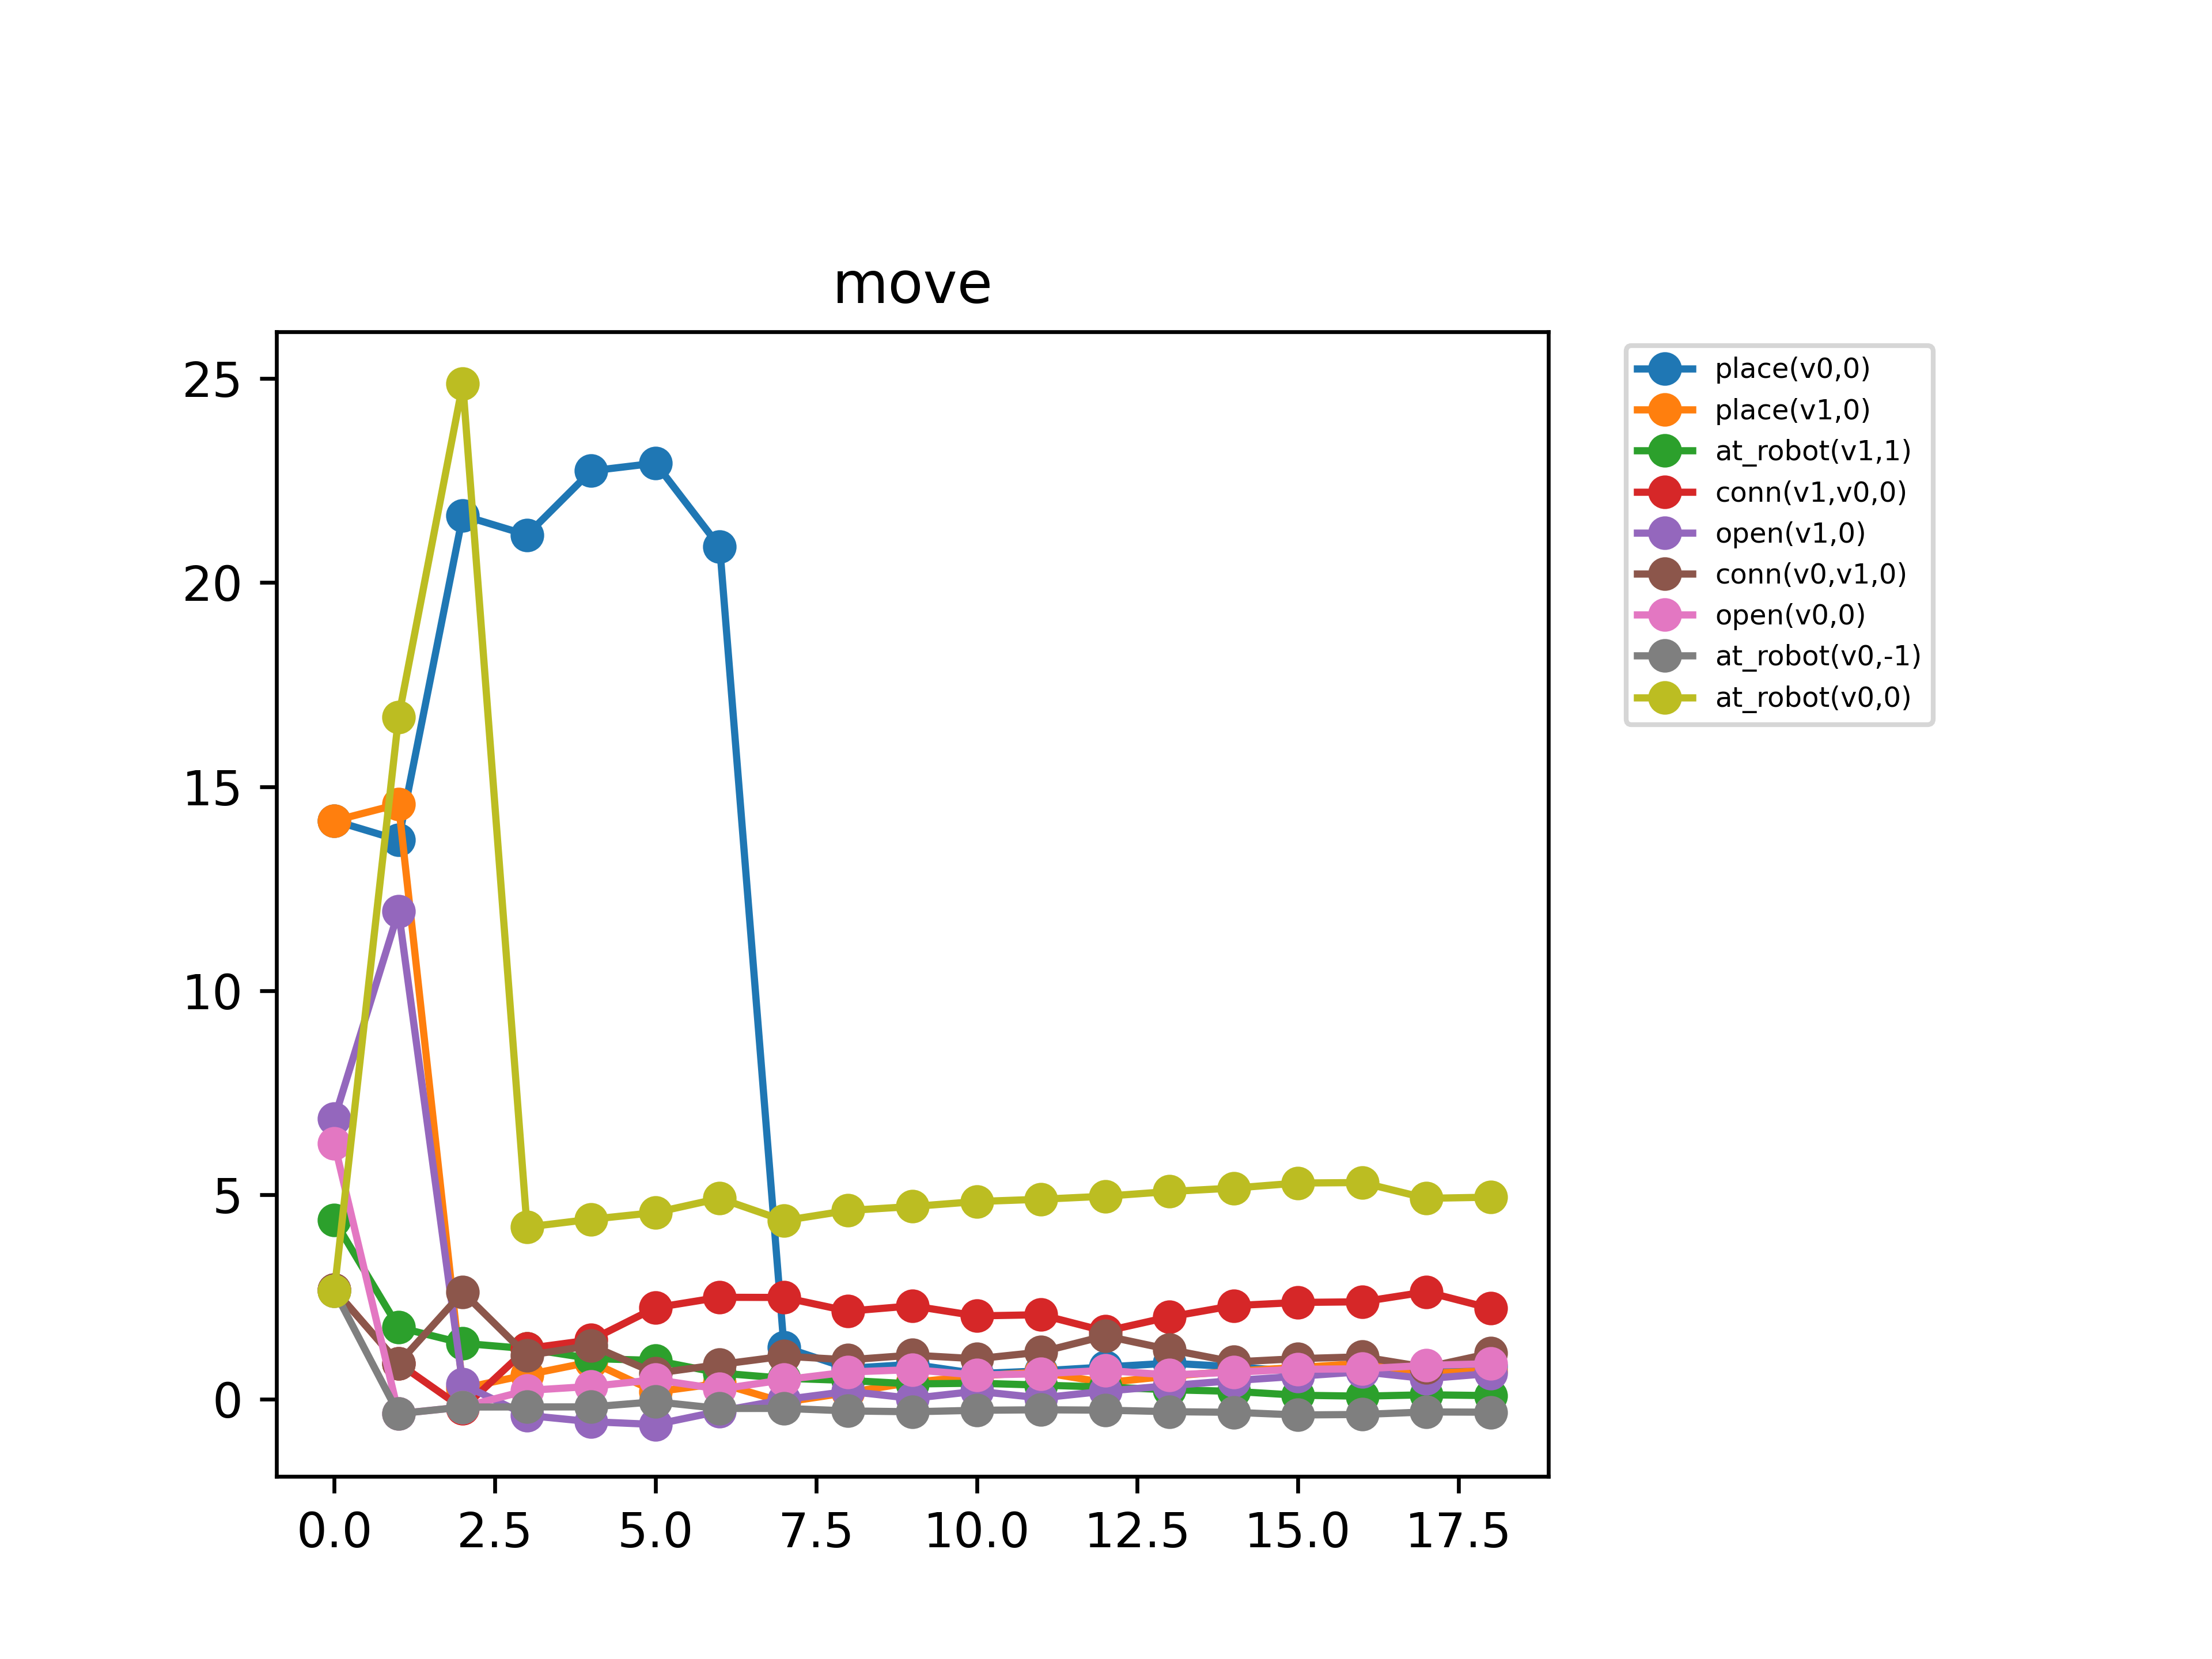 move
25
20
15
10
5
0
0.0 2.5 5.0 7.5 10.0 12.5 15.0 17.5
place(v0,0)
place(v1,0)
at_robot(v1,1)
conn(v1,v0,0)
open(v1,0)
conn(v0,v1,0)
open(v0,0)
at_robot(v0,-1)
at_robot(v0,0)